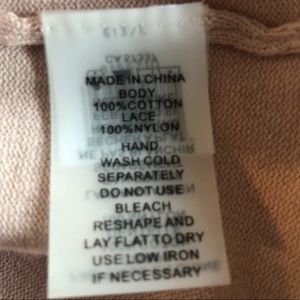 MADE IN CHINA
BODY
100%COTTON
LACE
100%NYLON
HAND
WASH COLD
SEPARATELY
DO NOT USE
BLEACH
RESHAPE AND
LAY FLAT TO DRY
USE LOW IRON
IF NECESSARY